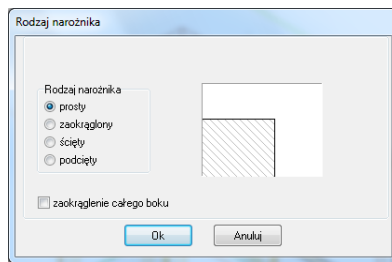 Rodzaj narożnika
Rodzaj narożnika
prosty
zaokrąglony
ścięty
podcięty
zaokrąglenie całego boku
Ok Anuluj